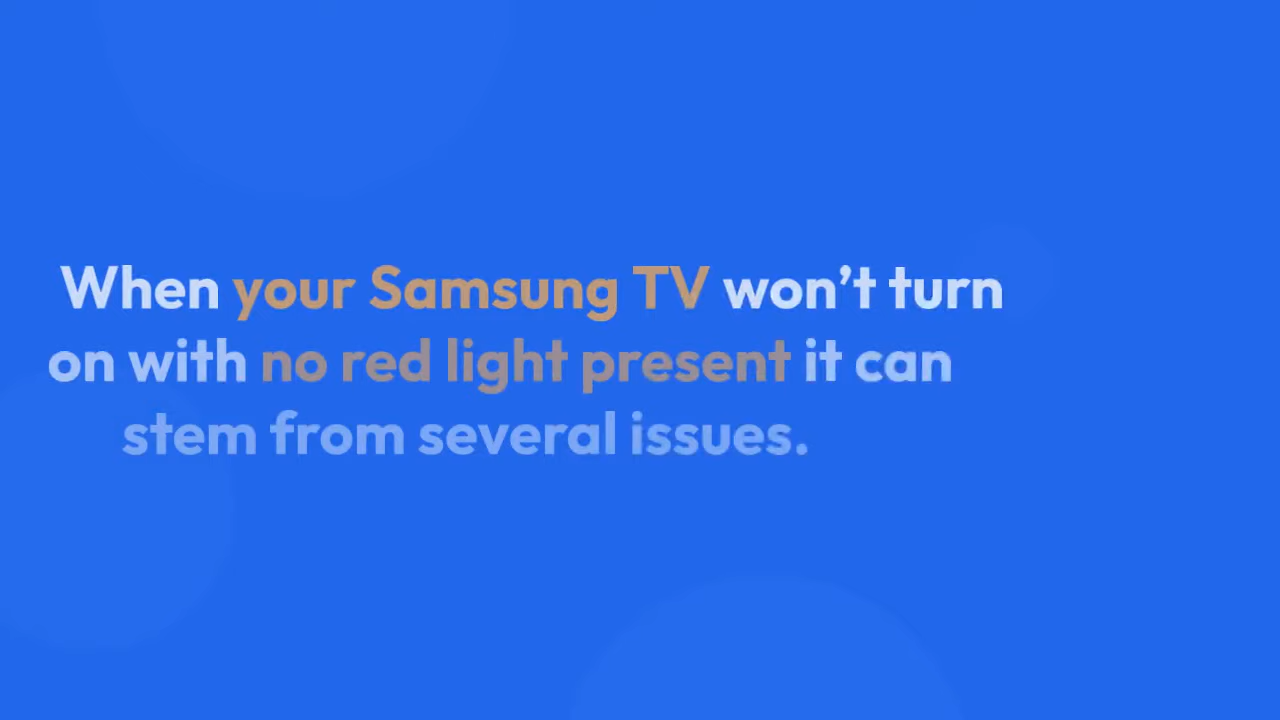 When your Samsung TV won’t turn
on with no red light present it can
stem from several issues.